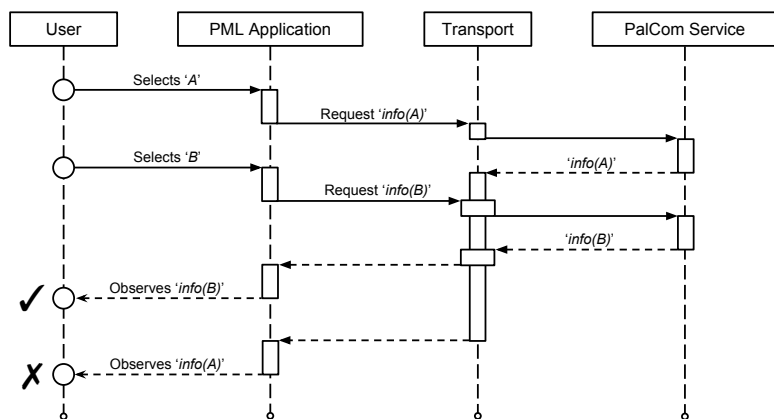 User
PML Application
Transport
PalCom Service
Selects ‘A’
Request ‘info(A)’
‘info(A)’
Selects ‘B’
Request ‘info(B)’
‘info(B)’
Observes ‘info(B)’
Observes ‘info(A)’